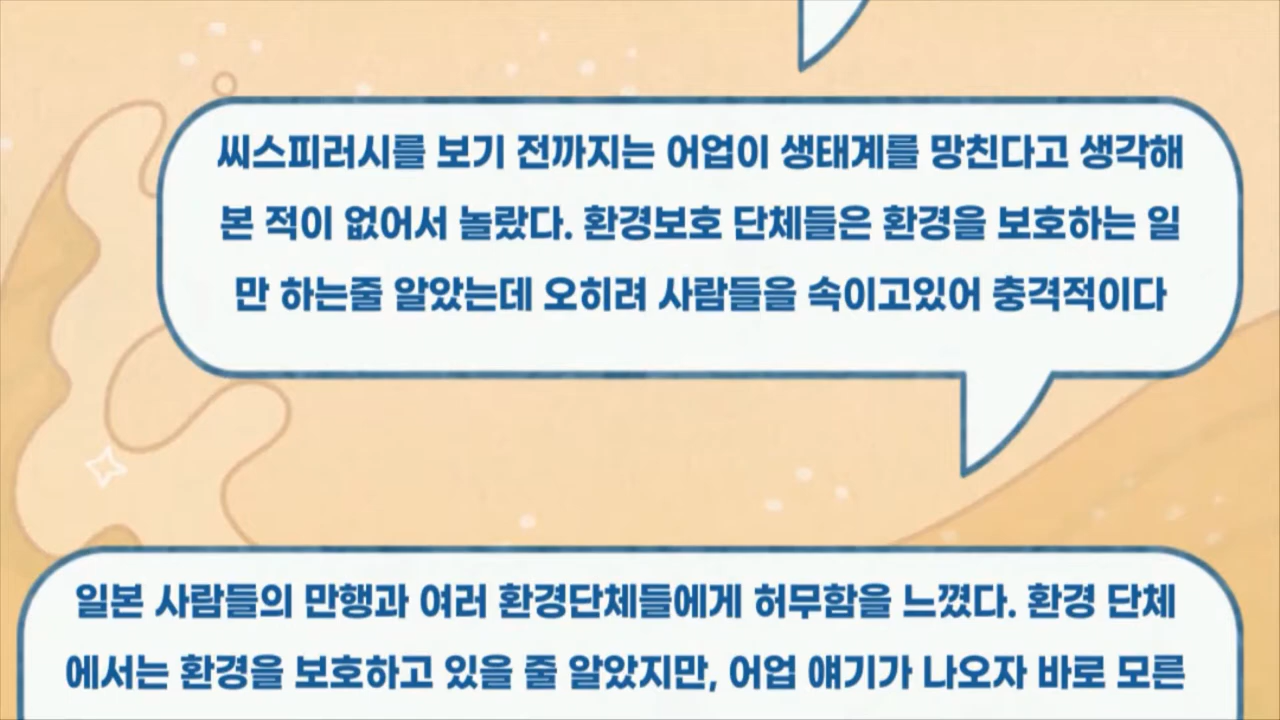 씨스피러시를 보기 전까지는 어업이 생태계를 망친다고 생각해
본 적이 없어서 놀랐다. 환경보호 단체들은 환경을 보호하는 일
만 하는줄 알았는데 오히려 사람들을 속이고있어 충격적이다
일본 사람들의 만행과 여러 환경단체들에게 허무함을 느꼈다. 환경 단체
에서는 환경을 보호하고 있을 줄 알았지만, 어업 얘기가 나오자 바로 모른